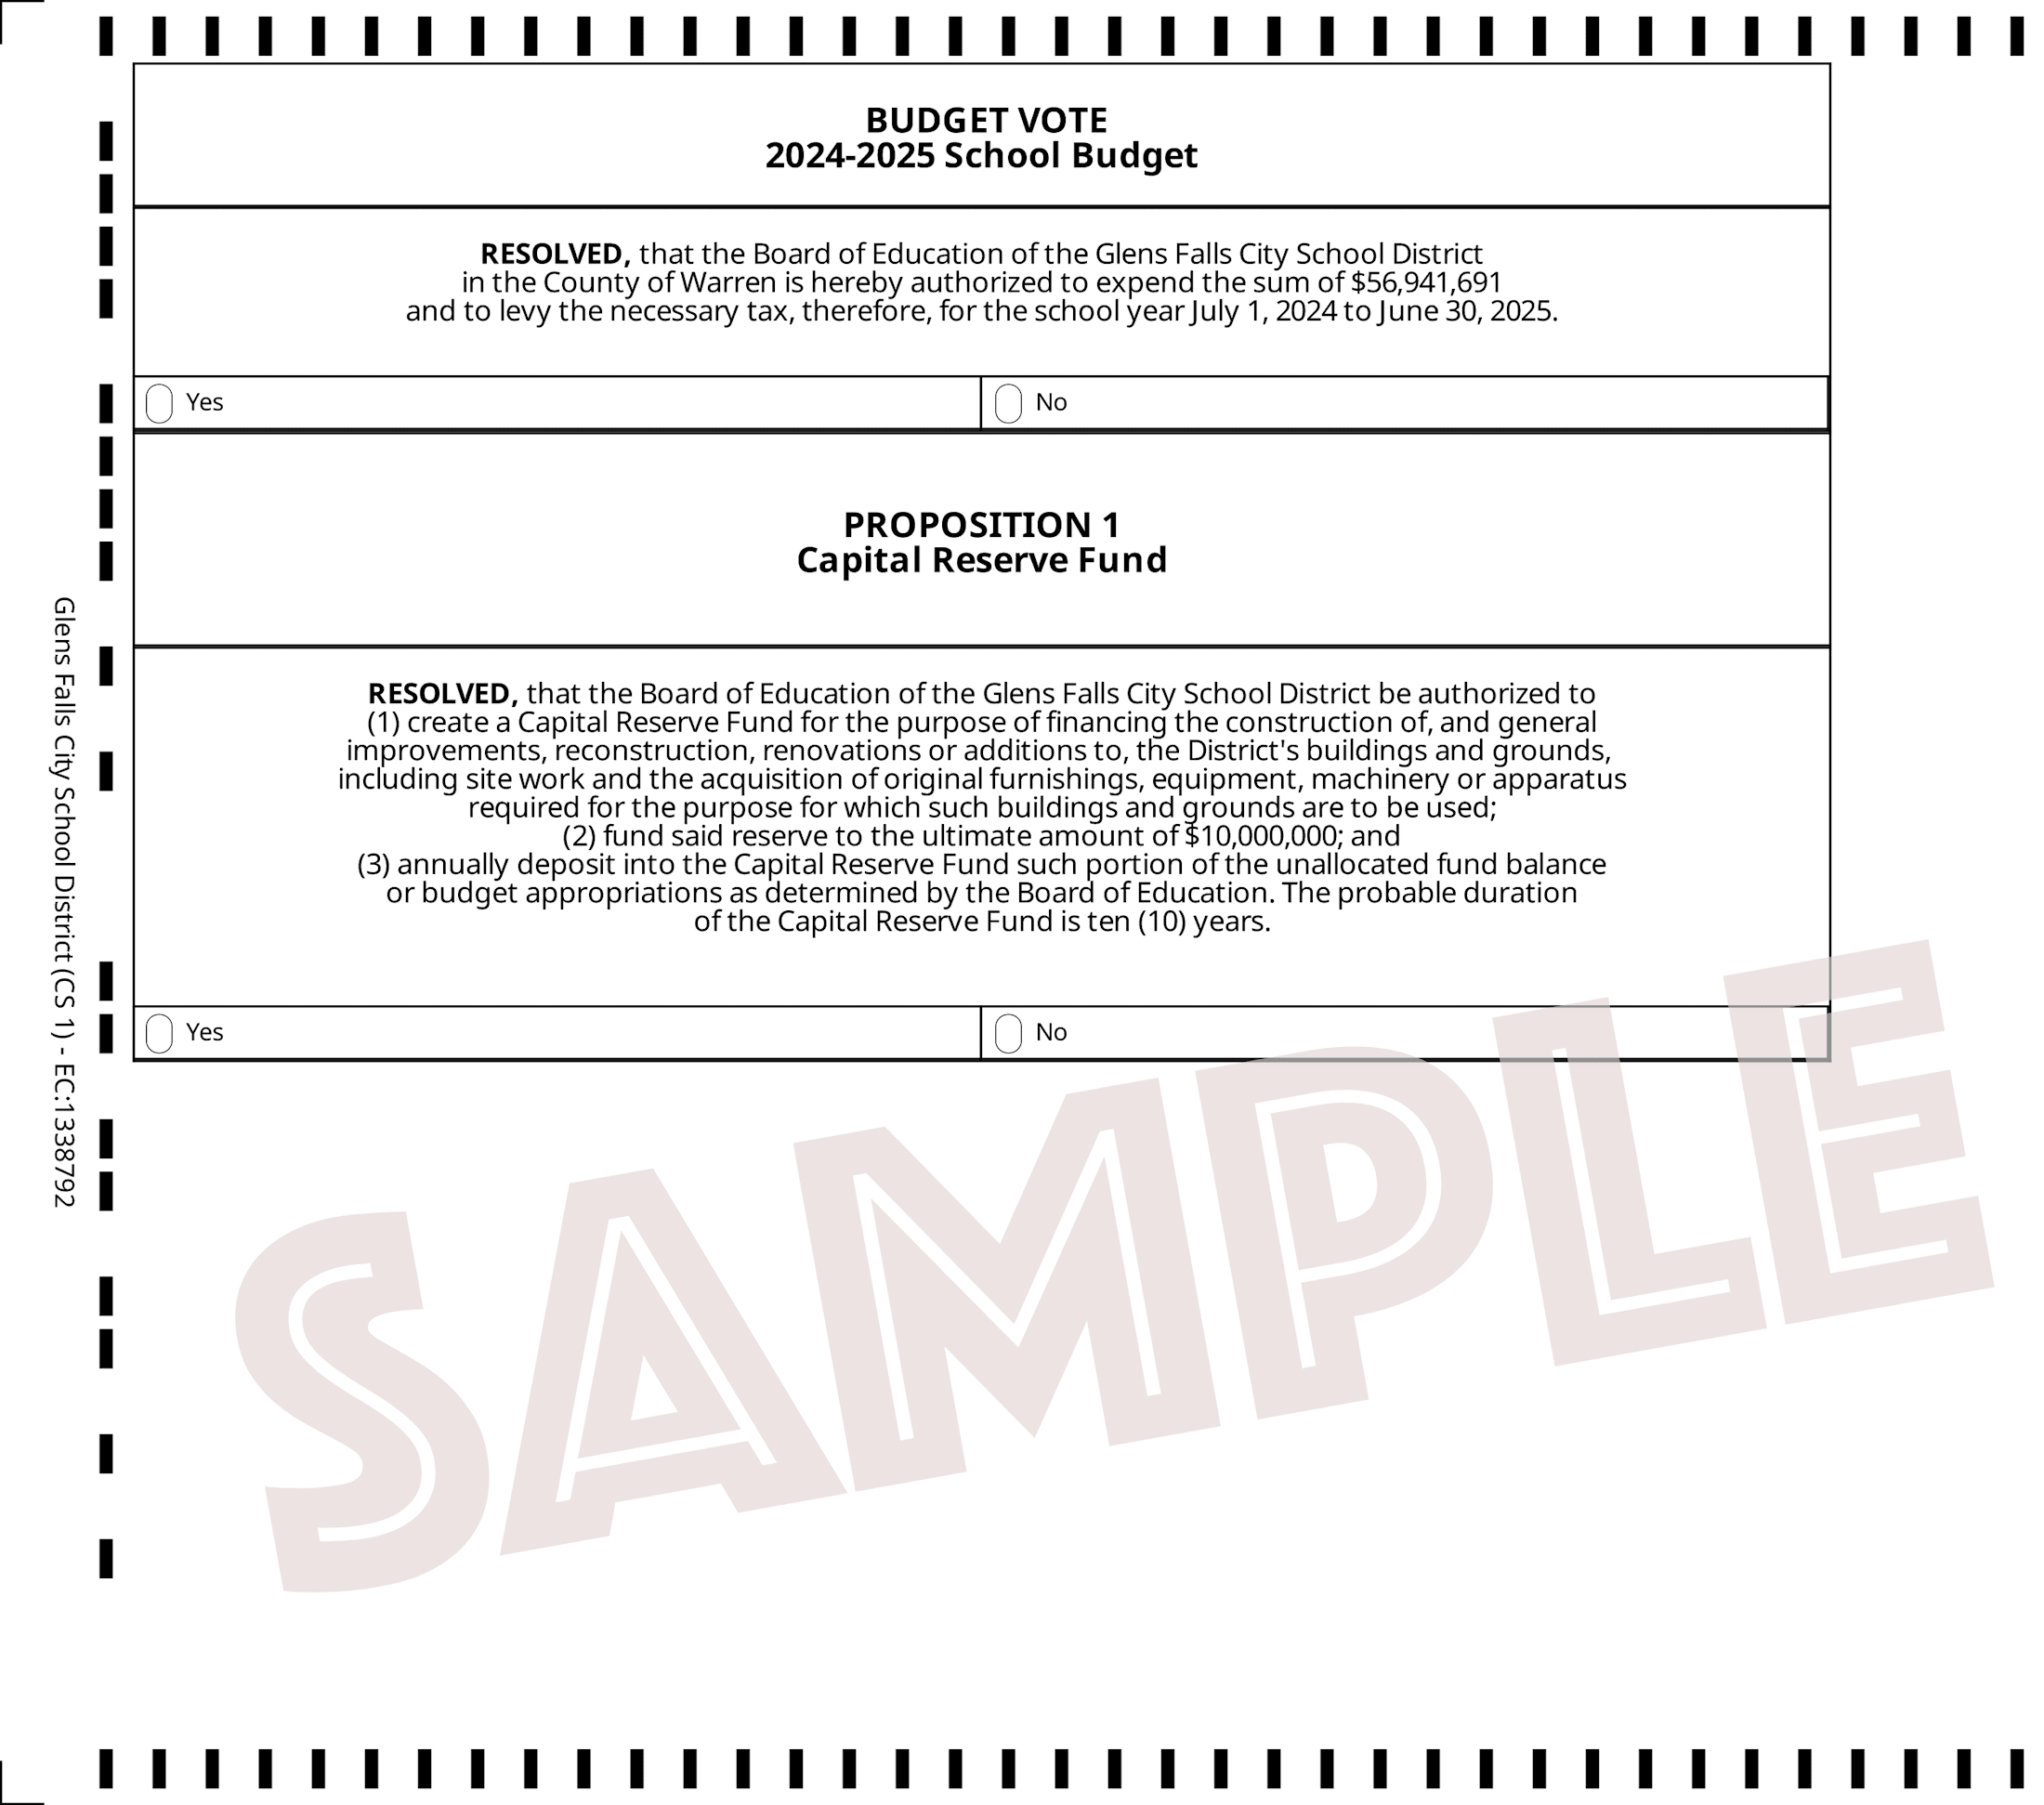 BUDGET VOTE
2024-2025 School Budget
RESOLVED, that the Board of Education of the Glens Falls City School District
in the County of Warren is hereby authorized to expend the sum of $56,941,691
and to levy the necessary tax, therefore, for the school year July 1, 2024 to June 30, 2025.
Yes
No
PROPOSITION 1
Capital Reserve Fund
RESOLVED, that the Board of Education of the Glens Falls City School District be authorized to
(1) create a Capital Reserve Fund for the purpose of financing the construction of, and general
improvements, reconstruction, renovations or additions to, the District's buildings and grounds,
including site work and the acquisition of original furnishings, equipment, machinery or apparatus
required for the purpose for which such buildings and grounds are to be used;
(2) fund said reserve to the ultimate amount of $10,000,000; and
(3) annually deposit into the Capital Reserve Fund such portion of the unallocated fund balance
or budget appropriations as determined by the Board of Education. The probable duration
of the Capital Reserve Fund is ten (10) years.
Yes
No
Glens Falls City School District (CS 1) - EC:1338792
SAMPLE